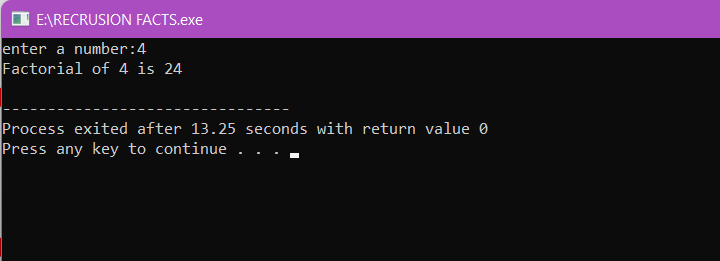 E:\RECRUSION FACTS.exe
enter a number:4
Factorial of 4 is 24
--------------------------------
Process exited after 13.25 seconds with return value 0
Press any key to continue . . .